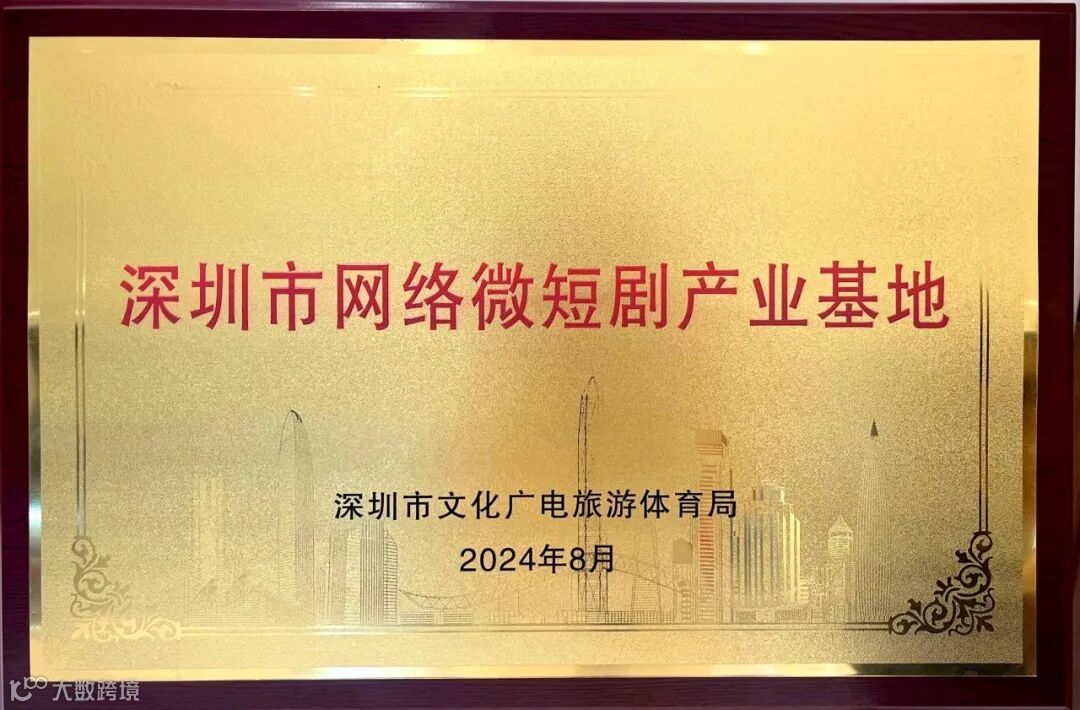 深圳市网络微短剧产业基地
深圳市文化广电旅游体育局
2024年8月
大数跨境